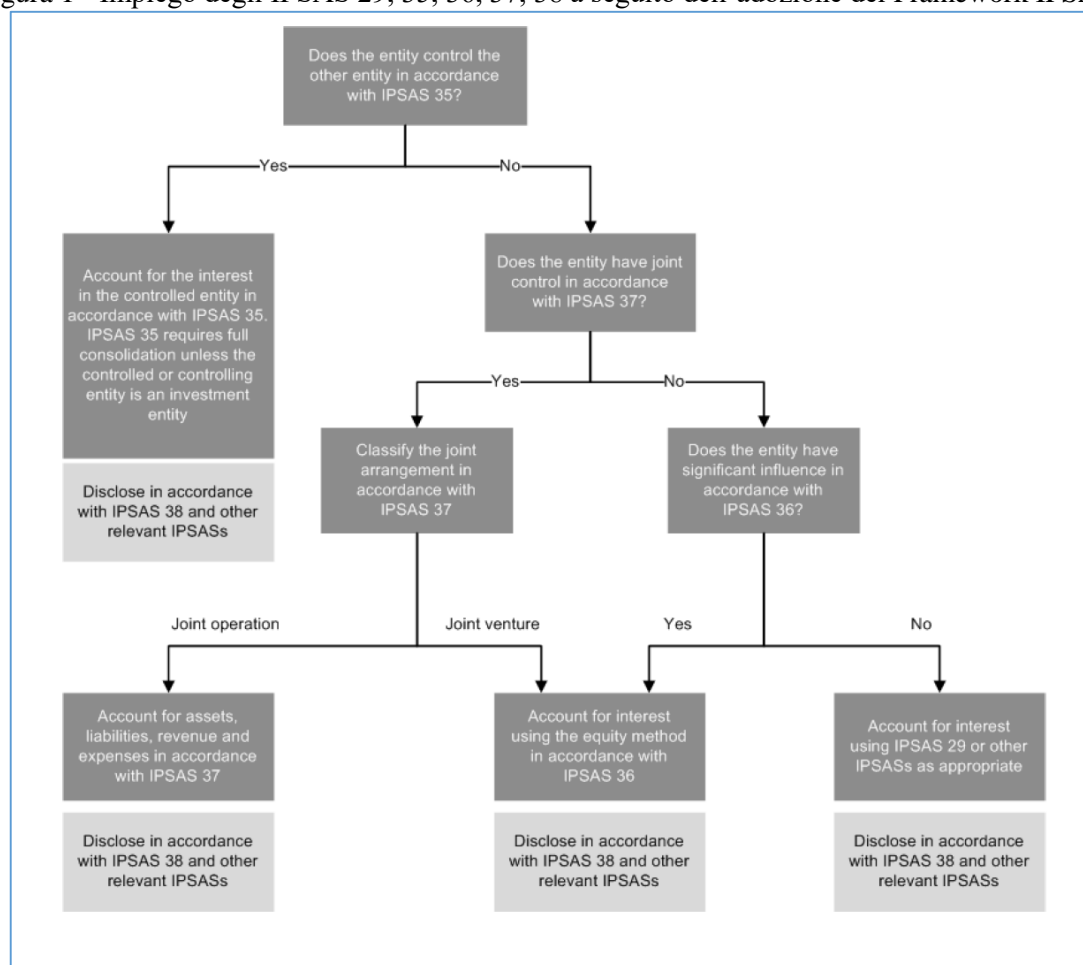 gura 1 - Impiego degli IPSAS 29, 35, 36, 37, 38 a seguito dell'adozione del Framework
Does the entity control the
other entity in accordance
with IPSAS 35?
Yes
No
Account for the interest
in the controlled entity in
accordance with IPSAS 35.
IPSAS 35 requires full
consolidation unless the
controlled or controlling
entity is an investment
entity
Disclose in accordance
with IPSAS 38 and other
relevant IPSASs
Does the entity have joint
control in accordance
with IPSAS 37?
Yes
No
Classify the joint
arrangement in
accordance with
IPSAS 37
Does the entity have
significant influence in
accordance with
IPSAS 36?
Joint operation
Joint venture
Yes
No
Account for assets,
liabilities, revenue and
expenses in accordance
with IPSAS 37
Disclose in accordance
with IPSAS 38 and other
relevant IPSASs
Account for interest
using the equity method
in accordance with
IPSAS 36
Disclose in accordance
with IPSAS 38 and other
relevant IPSASs
Account for interest
using IPSAS 29 or other
IPSASs as appropriate
Disclose in accordance
with IPSAS 38 and other
relevant IPSASs